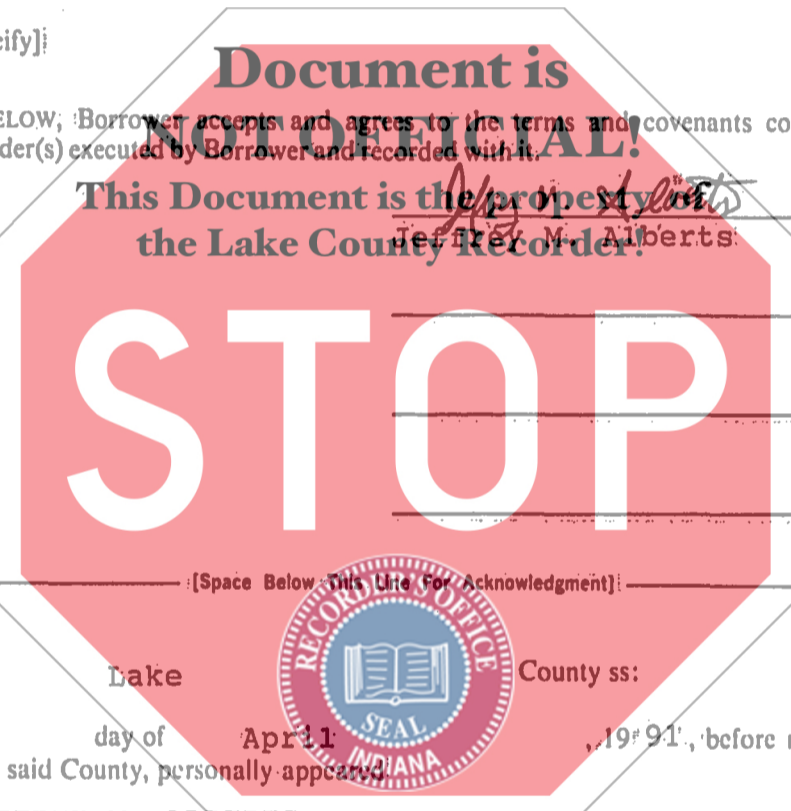 cify]
Document is
ELOW, Borrower accepts and agrees to the terms and covenants co
NOT OFFICIAL!
der(s) executed by Borrower and recorded with it.
This Document is the property of
the Lake County Recorder!
Jeffrey M. Alberts
STOP
[Space Below This Line For Acknowledgment]
RECORDER'S OFFICE
Lake County ss:
SEAL
day of April , 19 91 , before
INDIANA
said County, personally appeared